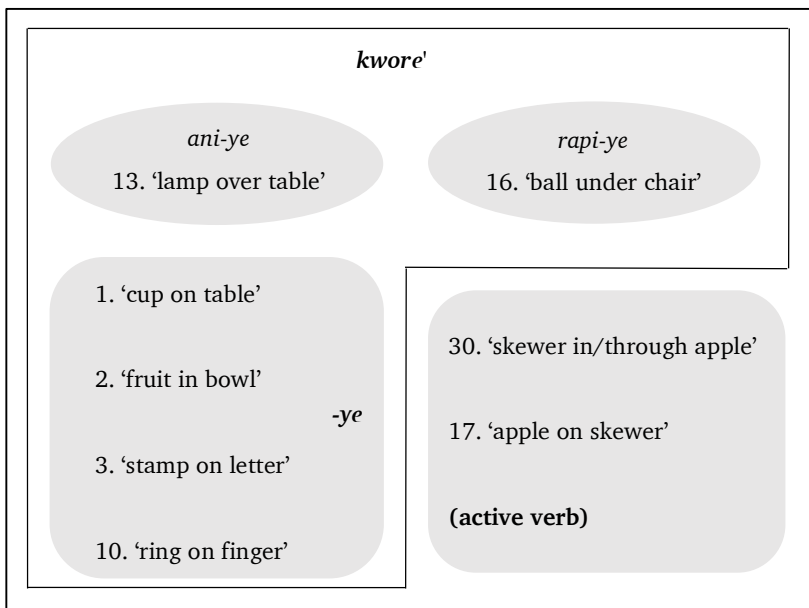 kwore'
ani-ye
13. ‘lamp over table’
rapi-ye
16. ‘ball under chair’
1. ‘cup on table’
2. ‘fruit in bowl’
-ye
3. ‘stamp on letter’
10. ‘ring on finger’
30. ‘skewer in/through apple’
17. ‘apple on skewer’
(active verb)